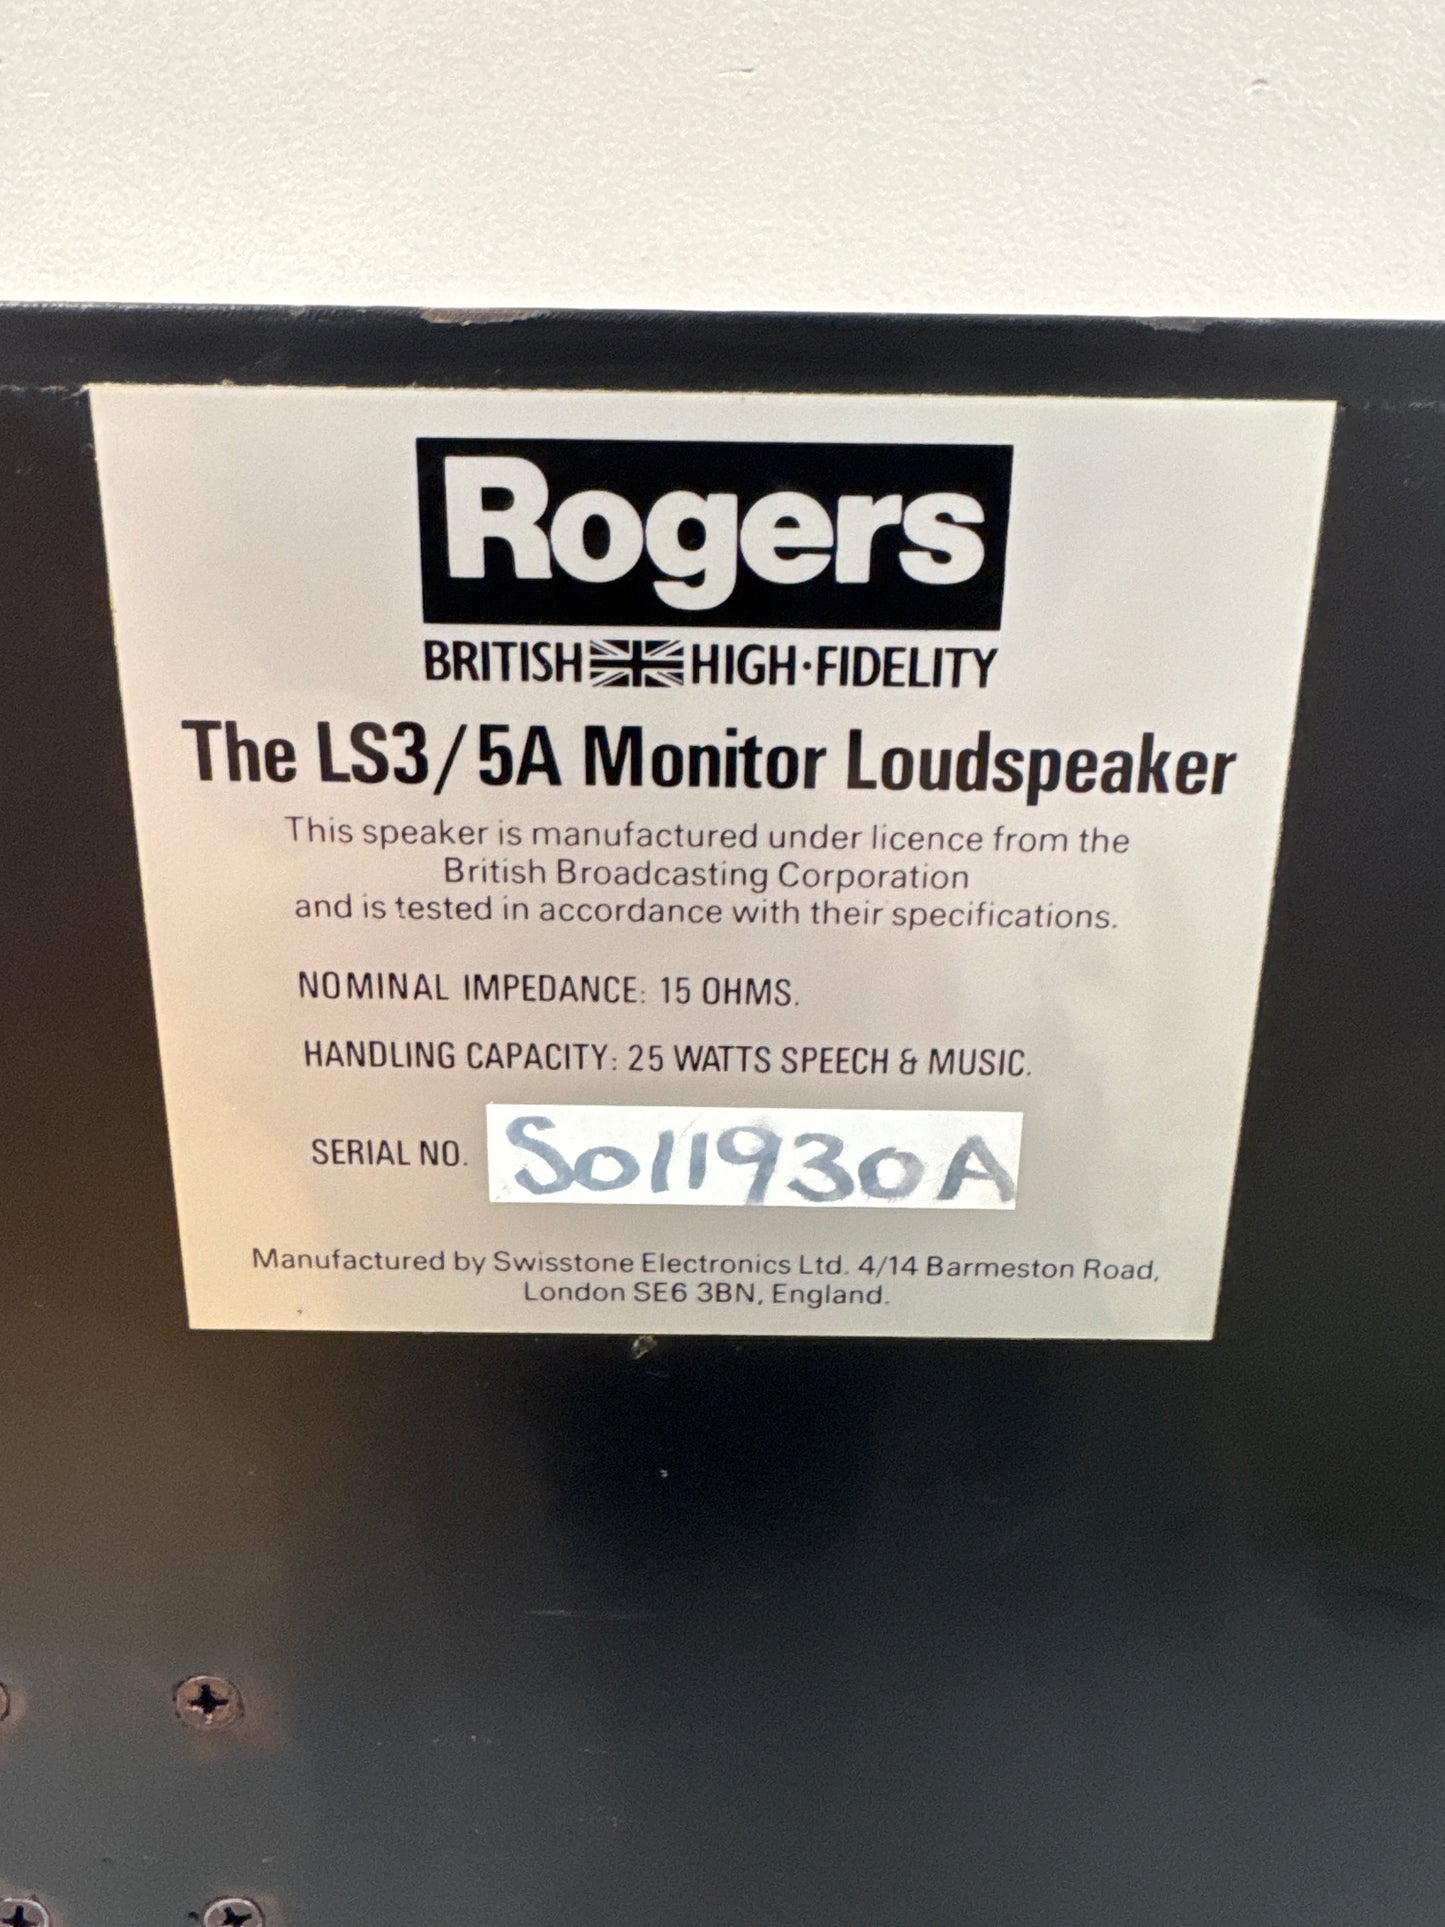 Rogers
BRITISH HIGH·FIDELITY
The LS3/5A Monitor Loudspeaker
This speaker is manufactured under licence from the
British Broadcasting Corporation
and is tested in accordance with their specifications.
NOMINAL IMPEDANCE: 15 OHMS.
HANDLING CAPACITY: 25 WATTS SPEECH & MUSIC.
SERIAL NO. S011930A
Manufactured by Swisstone Electronics Ltd. 4/14 Barmeston Road,
London SE6 3BN, England.